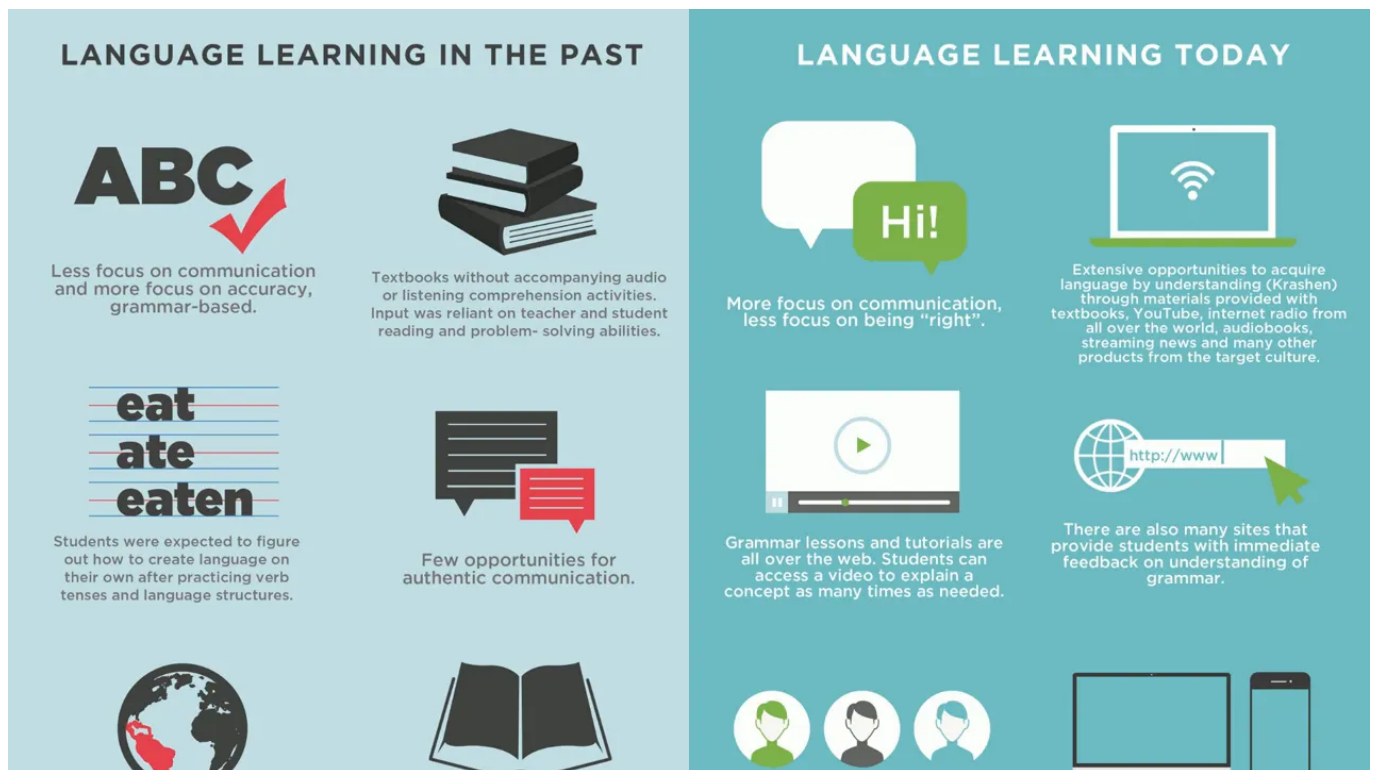 LANGUAGE LEARNING IN THE PAST
ABC
Less focus on communication
and more focus on accuracy,
grammar-based.
Textbooks without accompanying audio
or listening comprehension activities.
Input was reliant on teacher and student
reading and problem- solving abilities.
eat
ate
eaten
Students were expected to figure
out how to create language on
their own after practicing verb
tenses and language structures.
Few opportunities for
authentic communication.
LANGUAGE LEARNING TODAY
Hi!
More focus on communication,
less focus on being “right”.
Extensive opportunities to acquire
language by understanding (Krashen)
through materials provided with
textbooks, YouTube, internet radio from
all over the world, audiobooks,
streaming news and many other
products from the target culture.
Grammar lessons and tutorials are
all over the web. Students can
access a video to explain a
concept as many times as needed.
http://www
There are also many sites that
provide students with immediate
feedback on understanding of
grammar.